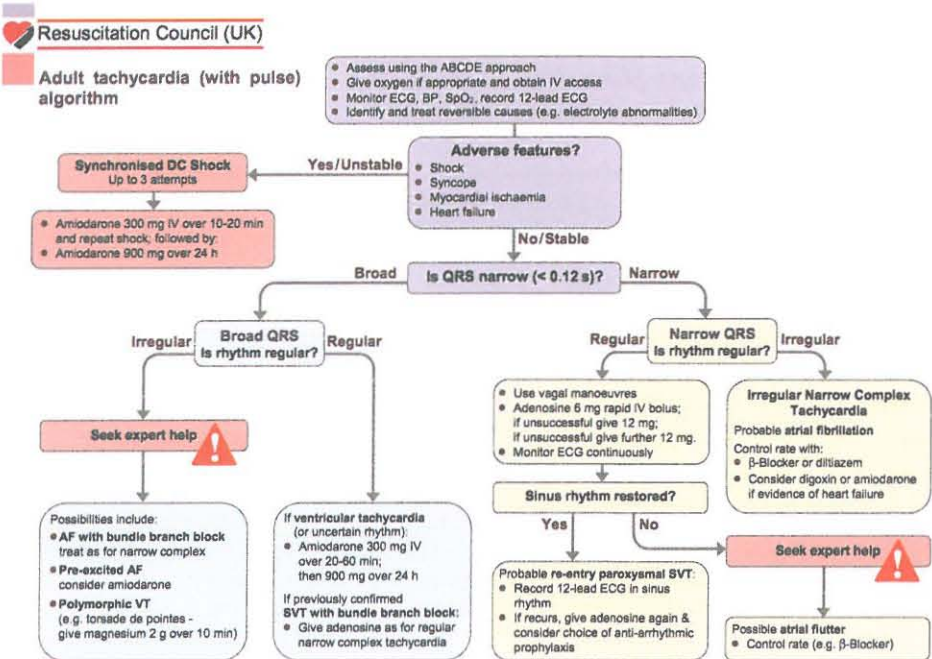 Resuscitation Council (UK)
Adult tachycardia (with pulse)
algorithm
Assess using the ABCDE approach
Give oxygen if appropriate and obtain IV access
Monitor ECG, BP, SpO₂, record 12-lead ECG
Identify and treat reversible causes (e.g. electrolyte abnormalities)
Adverse features?
Shock
Syncope
Myocardial ischaemia
Heart failure
Yes/Unstable
Synchronised DC Shock
Up to 3 attempts
Amiodarone 300 mg IV over 10-20 min
and repeat shock; followed by:
Amiodarone 900 mg over 24 h
No/Stable
Is QRS narrow (< 0.12 s)?
Broad
Narrow
Broad QRS
Is rhythm regular?
Irregular
Regular
Seek expert help
!
Possibilities include:
AF with bundle branch block
treat as for narrow complex
Pre-excited AF
consider amiodarone
Polymorphic VT
(e.g. torsade de pointes -
give magnesium 2 g over 10 min)
If ventricular tachycardia
(or uncertain rhythm):
Amiodarone 300 mg IV
over 20-60 min;
then 900 mg over 24 h
If previously confirmed
SVT with bundle branch block:
Give adenosine as for regular
narrow complex tachycardia
Narrow QRS
Is rhythm regular?
Regular
Irregular
Use vagal manoeuvres
Adenosine 6 mg rapid IV bolus;
if unsuccessful give 12 mg;
if unsuccessful give further 12 mg.
Monitor ECG continuously
Irregular Narrow Complex
Tachycardia
Probable atrial fibrillation
Control rate with:
β-Blocker or diltiazem
Consider digoxin or amiodarone
if evidence of heart failure
Sinus rhythm restored?
Yes
No
Probable re-entry paroxysmal SVT:
Record 12-lead ECG in sinus
rhythm
If recurs, give adenosine again &
consider choice of anti-arrhythmic
prophylaxis
Seek expert help
!
Possible atrial flutter
Control rate (e.g. β-Blocker)